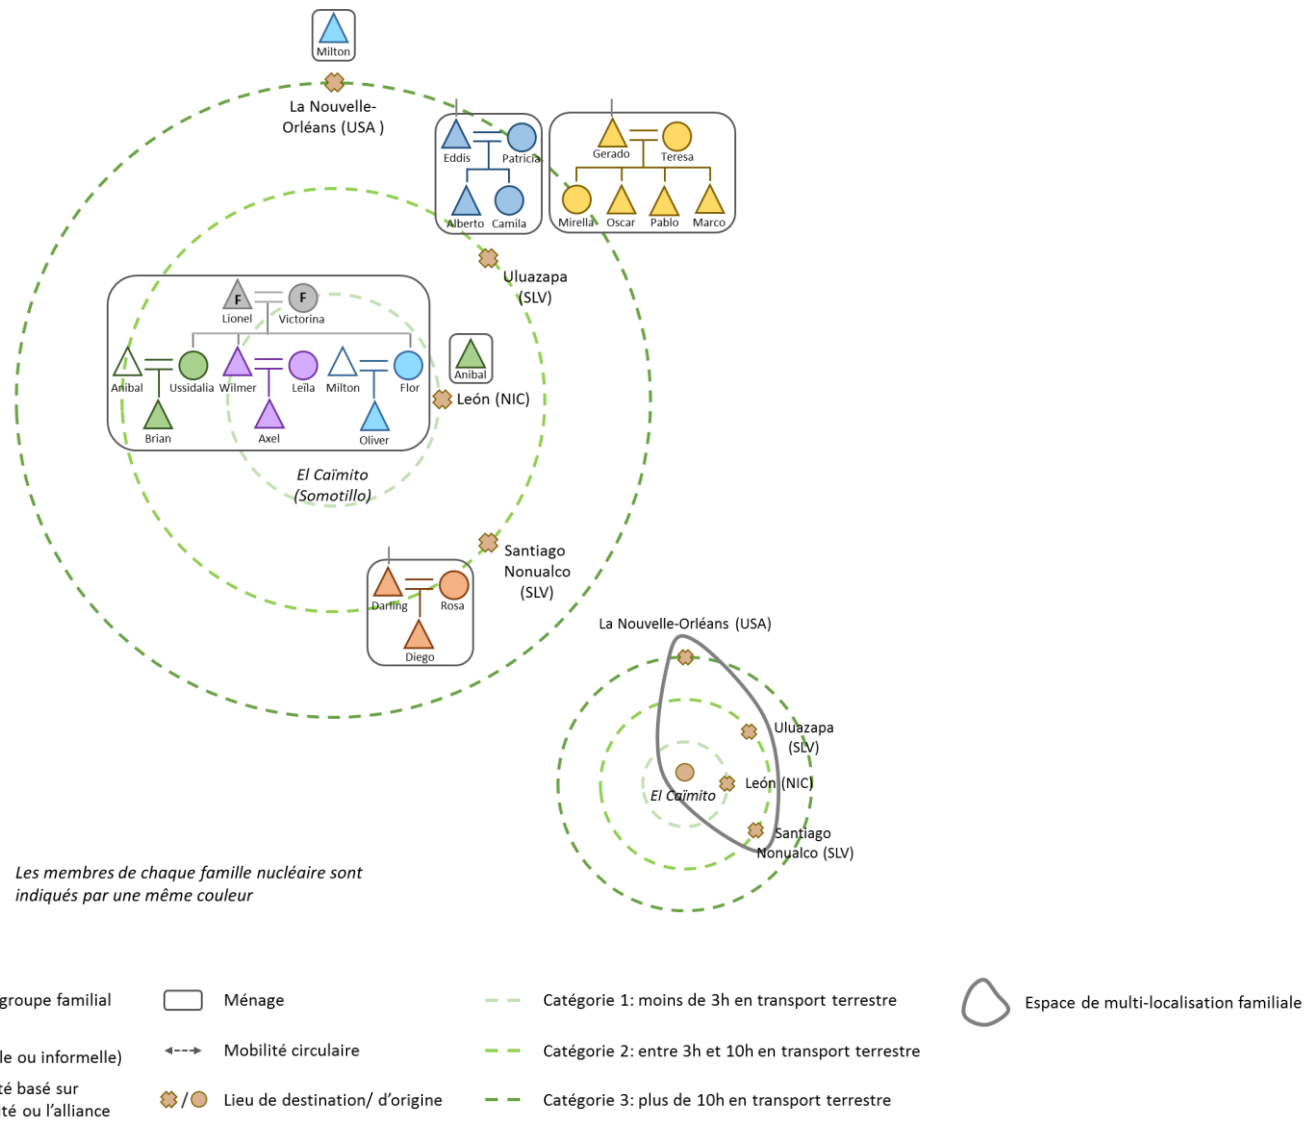 Milton
La Nouvelle-
Orléans (USA )
Eddis
Patricia
Alberto
Camila
Gerado
Teresa
Mirella
Oscar
Pablo
Marco
Uluazapa
(SLV)
F
F
Lionel
Victorina
Anibal
Ussidalia
Wilmer
Leïla
Milton
Flor
Brian
Axel
Oliver
Anibal
León (NIC)
El Caïmito
(Somotillo)
Santiago
Nonualco
(SLV)
Darling
Rosa
Diego
La Nouvelle-Orléans (USA)
Uluazapa
(SLV)
León (NIC)
El Caïmito
Santiago
Nonualco (SLV)
Les membres de chaque famille nucléaire sont
indiqués par une même couleur
groupe familial
le ou informelle)
té basé sur
ité ou l’alliance
Ménage
Mobilité circulaire
/
Lieu de destination/ d’origine
Catégorie 1: moins de 3h en transport terrestre
Catégorie 2: entre 3h et 10h en transport terrestre
Catégorie 3: plus de 10h en transport terrestre
Espace de multi-localisation familiale